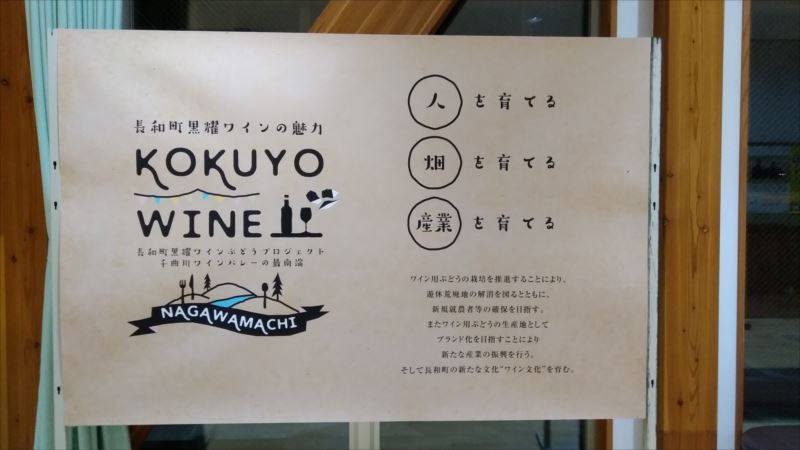 長和町黒耀ワインの魅力
KOKUYO
WINE
長和町黒耀ワインぶどうプロジェクト
千曲川ワインバレーの最南端
NAGAWAMACHI
人を育てる
畑を育てる
産業を育てる
ワイン用ぶどうの栽培を推進することにより、
遊休荒廃地の解消を図るとともに、
新規就農者等の確保を目指す。
またワイン用ぶどうの生産地として
ブランド化を目指すことにより
新たな産業の振興を行う。
そして長和町の新たな文化“ワイン文化”を育む。